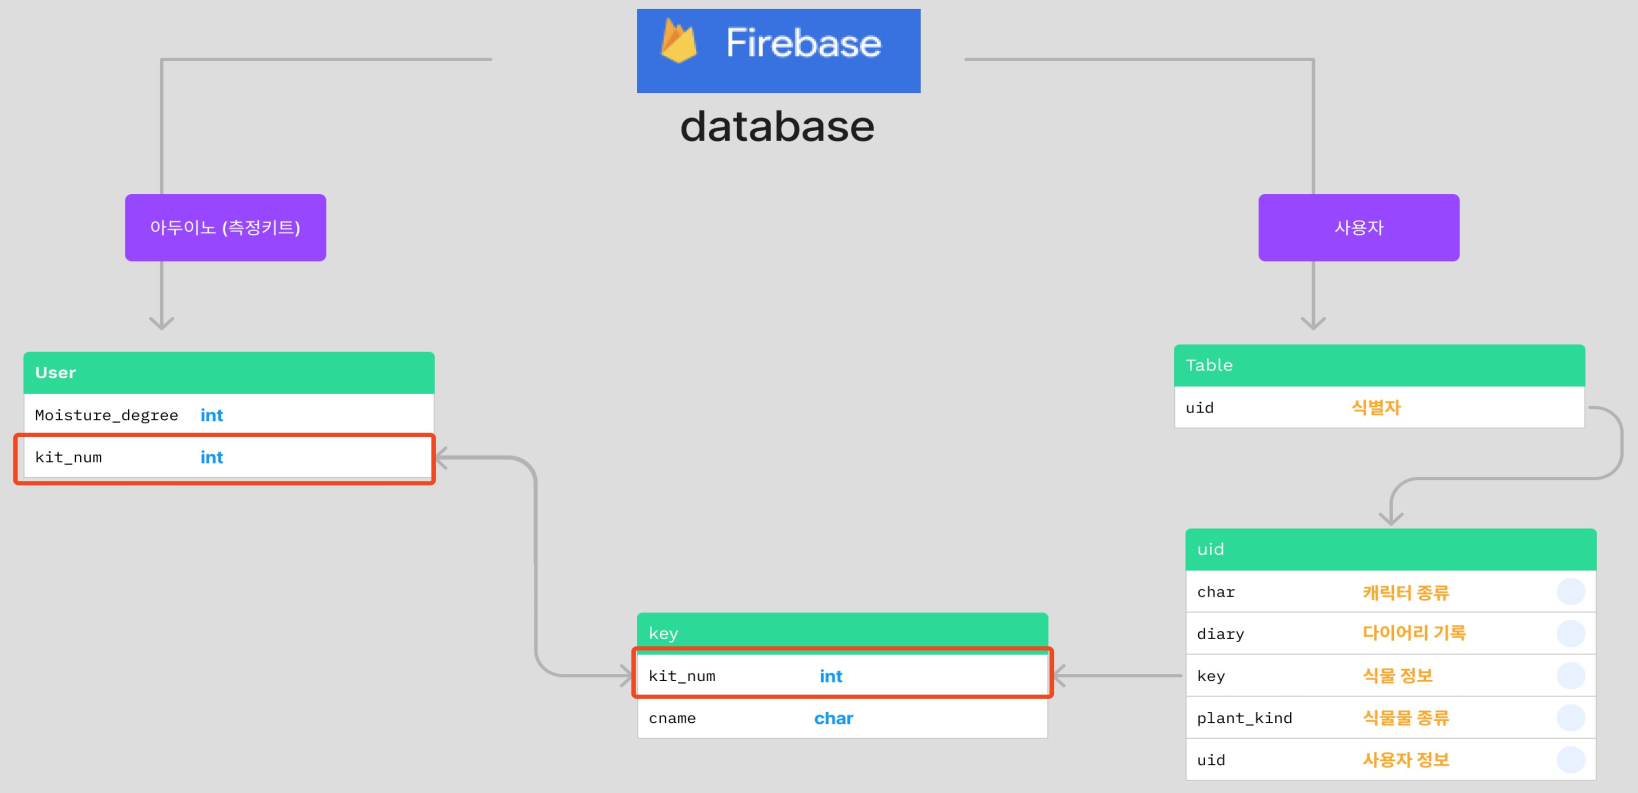 Firebase
database
아두이노 (측정키트)
사용자
User
Moisture_degree int
kit_num int
Table
uid 식별자
key
kit_num int
cname char
uid
char 캐릭터 종류
diary 다이어리 기록
key 식물 정보
plant_kind 식물물 종류
uid 사용자 정보